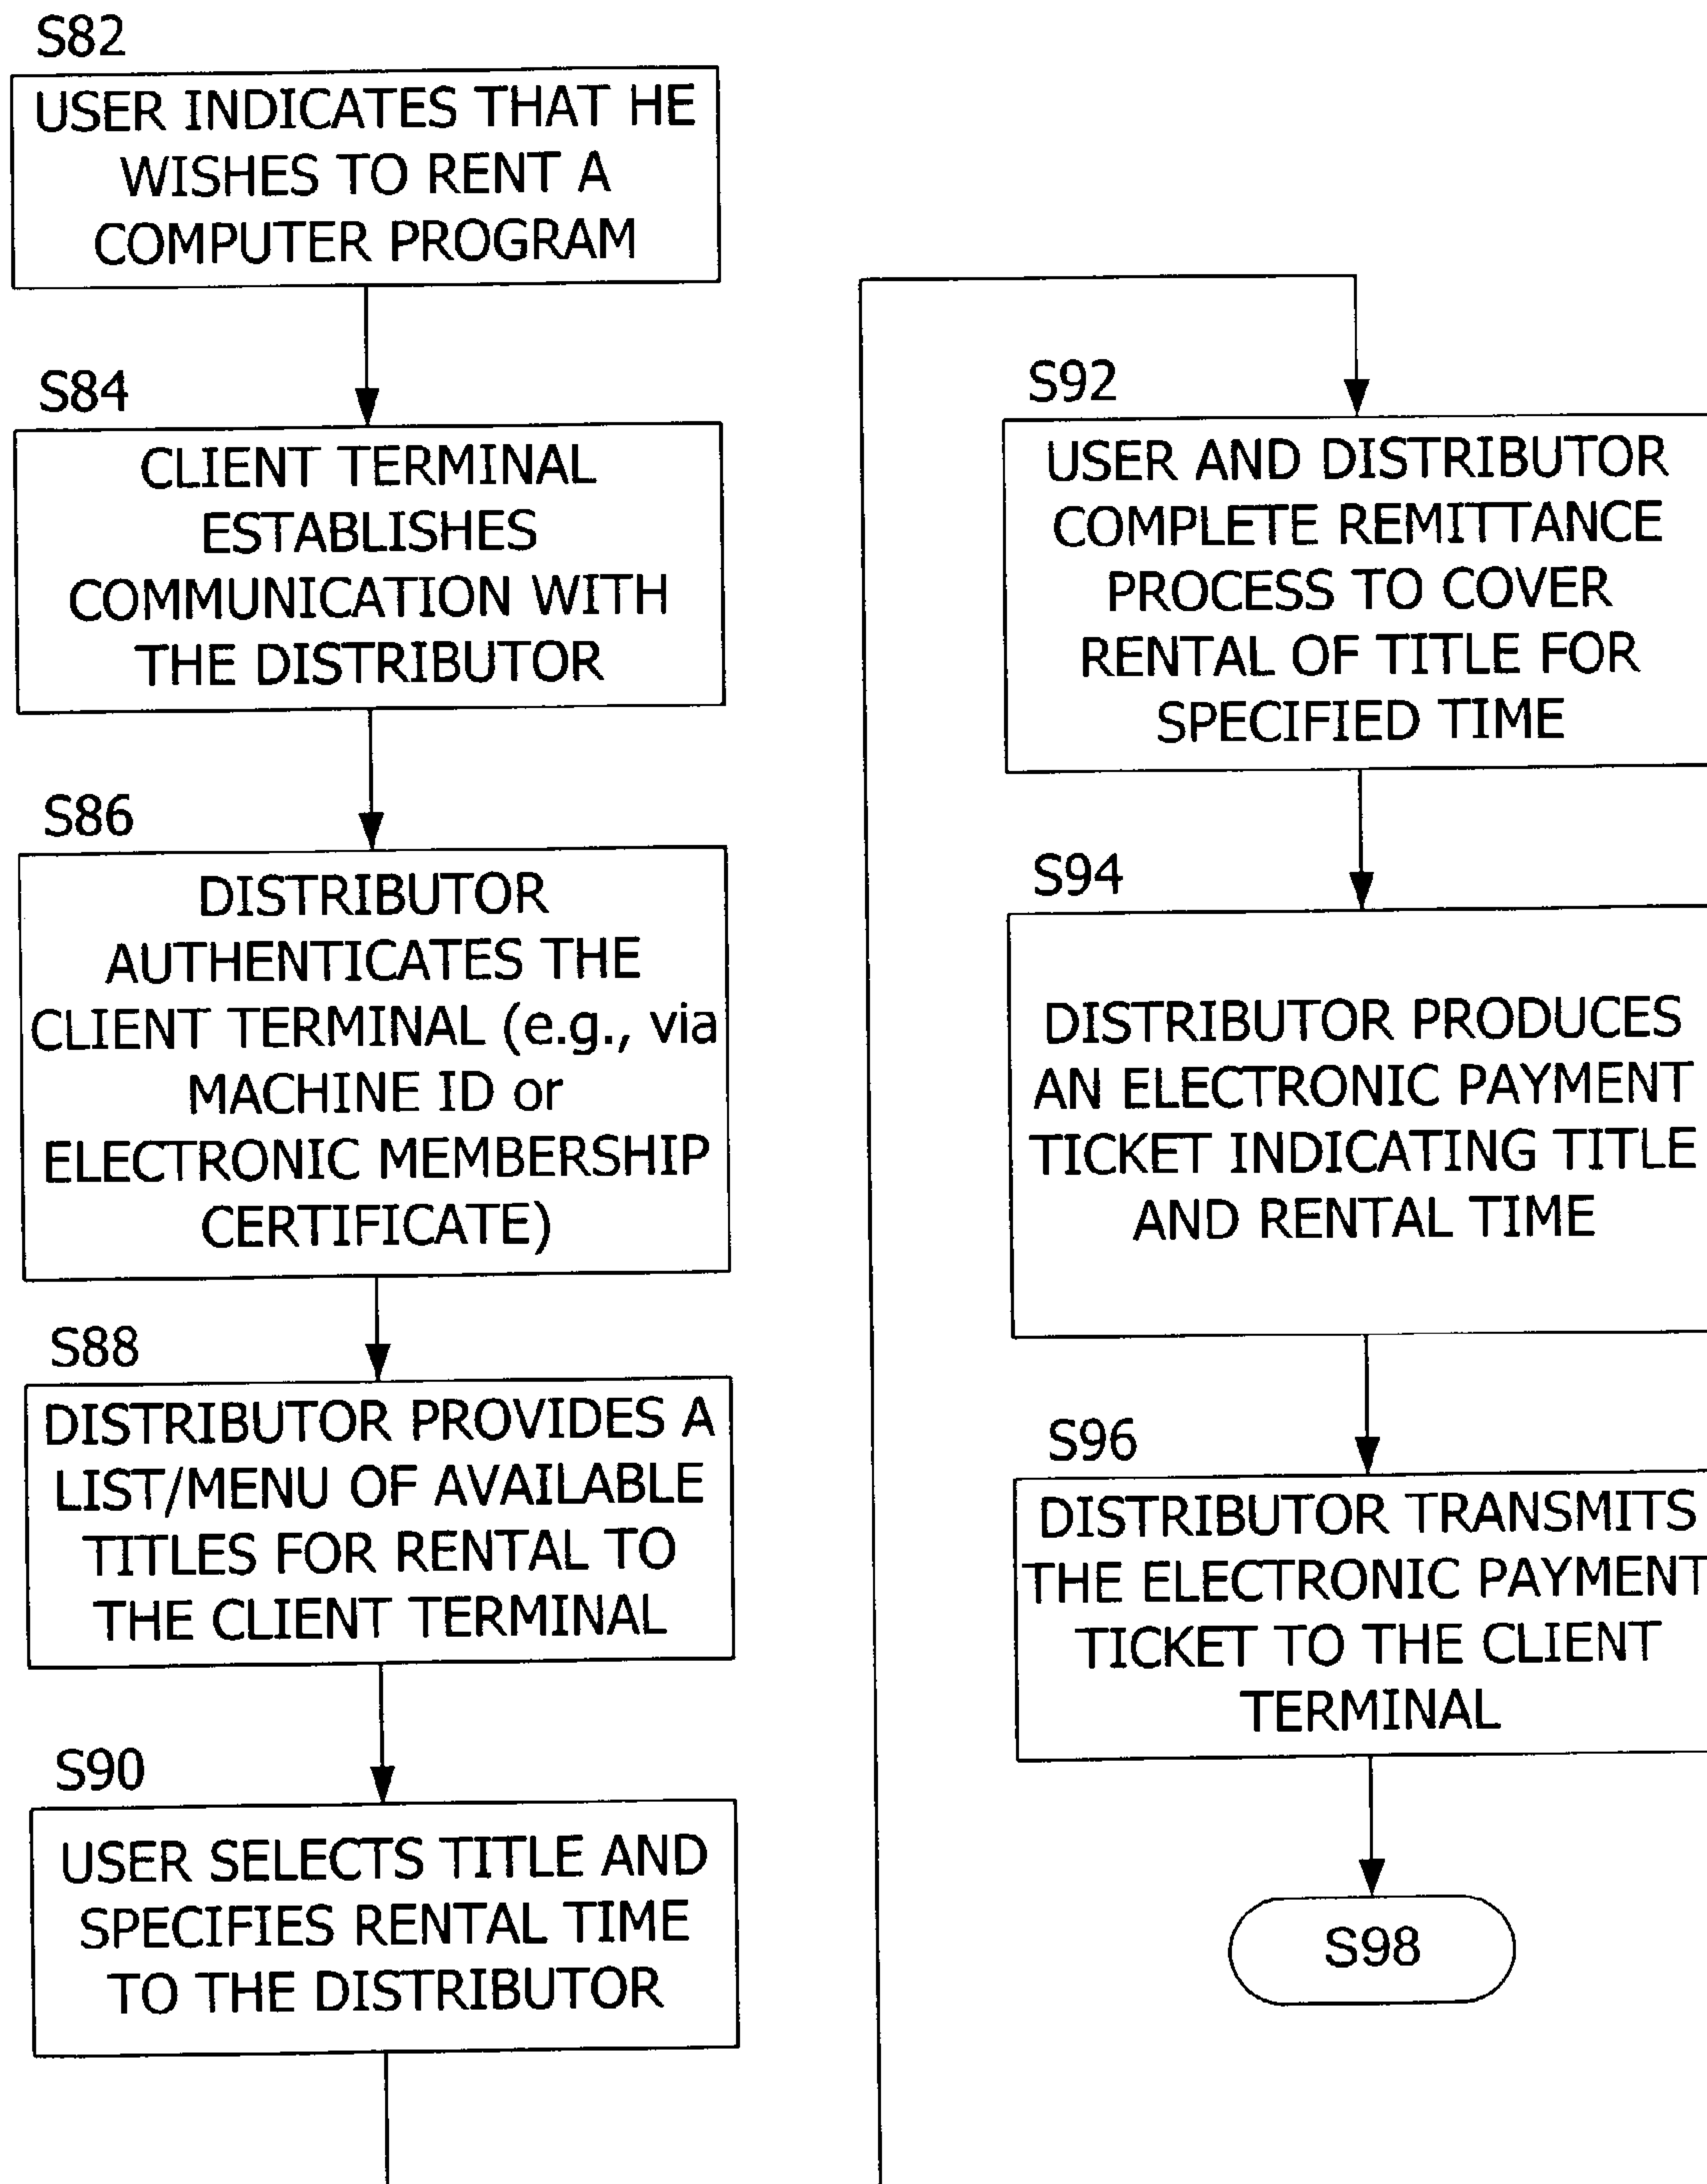 S82
USER INDICATES THAT HE
WISHES TO RENT A
COMPUTER PROGRAM
S84
CLIENT TERMINAL
ESTABLISHES
COMMUNICATION WITH
THE DISTRIBUTOR
S86
DISTRIBUTOR
AUTHENTICATES THE
CLIENT TERMINAL (e.g., via
MACHINE ID or
ELECTRONIC MEMBERSHIP
CERTIFICATE)
S88
DISTRIBUTOR PROVIDES A
LIST/MENU OF AVAILABLE
TITLES FOR RENTAL TO
THE CLIENT TERMINAL
S90
USER SELECTS TITLE AND
SPECIFIES RENTAL TIME
TO THE DISTRIBUTOR
S92
USER AND DISTRIBUTOR
COMPLETE REMITTANCE
PROCESS TO COVER
RENTAL OF TITLE FOR
SPECIFIED TIME
S94
DISTRIBUTOR PRODUCES
AN ELECTRONIC PAYMENT
TICKET INDICATING TITLE
AND RENTAL TIME
S96
DISTRIBUTOR TRANSMITS
THE ELECTRONIC PAYMENT
TICKET TO THE CLIENT
TERMINAL
S98